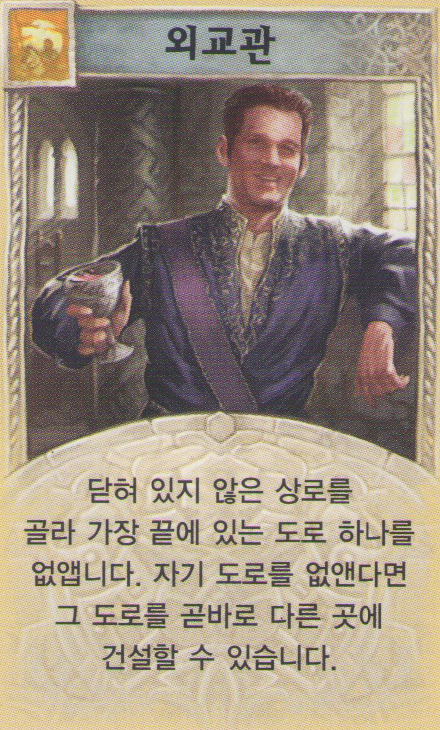 외교관
닫혀 있지 않은 상로를
골라 가장 끝에 있는 도로 하나를
없앱니다. 자기 도로를 없앤다면
그 도로를 곧바로 다른 곳에
건설할 수 있습니다.